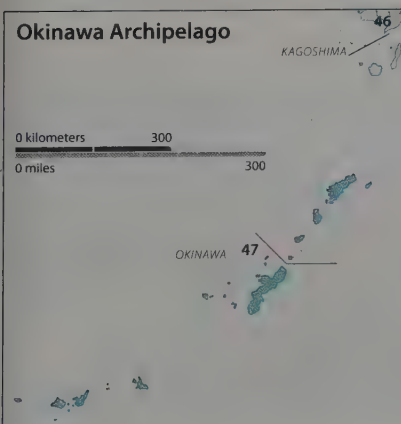 Okinawa Archipelago
46
KAGOSHIMA
0 kilometers 300
0 miles 300
OKINAWA 47